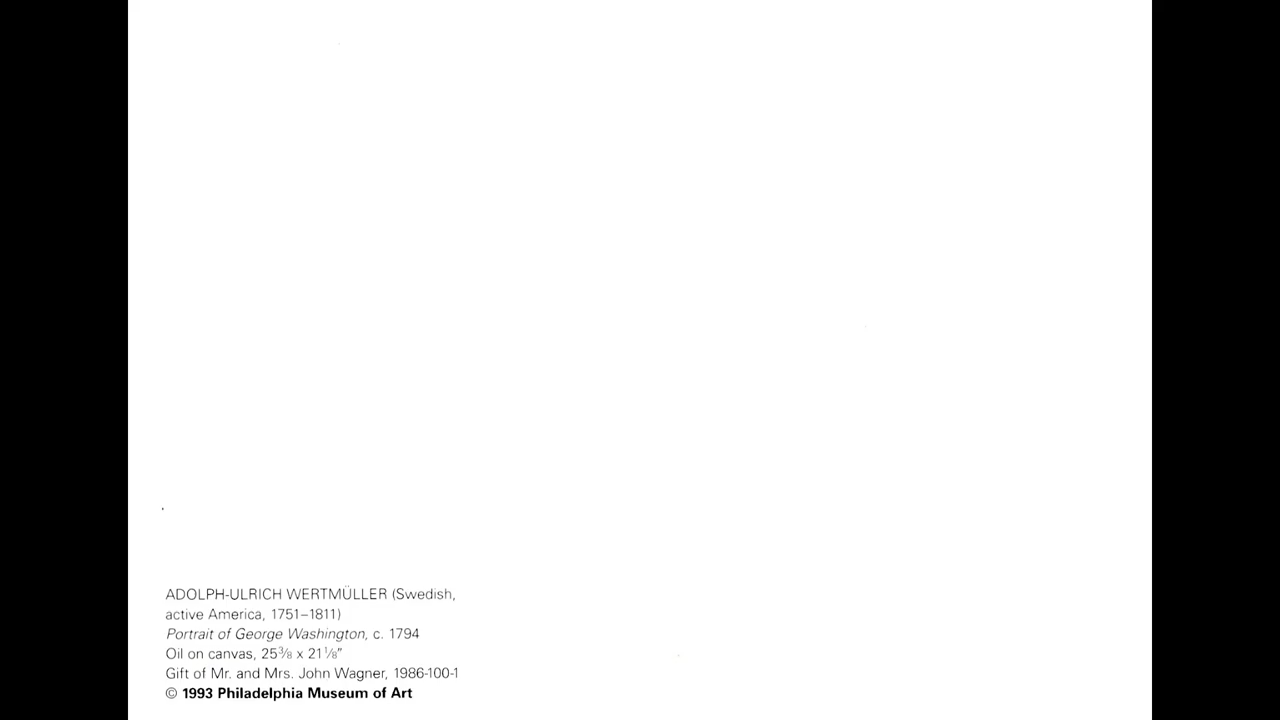 ADOLPH-ULRICH WERTMÜLLER (Swedish,
active America, 1751–1811)
Portrait of George Washington, c. 1794
Oil on canvas, 25⅜ x 21⅛"
Gift of Mr. and Mrs. John Wagner, 1986-100-1
© 1993 Philadelphia Museum of Art